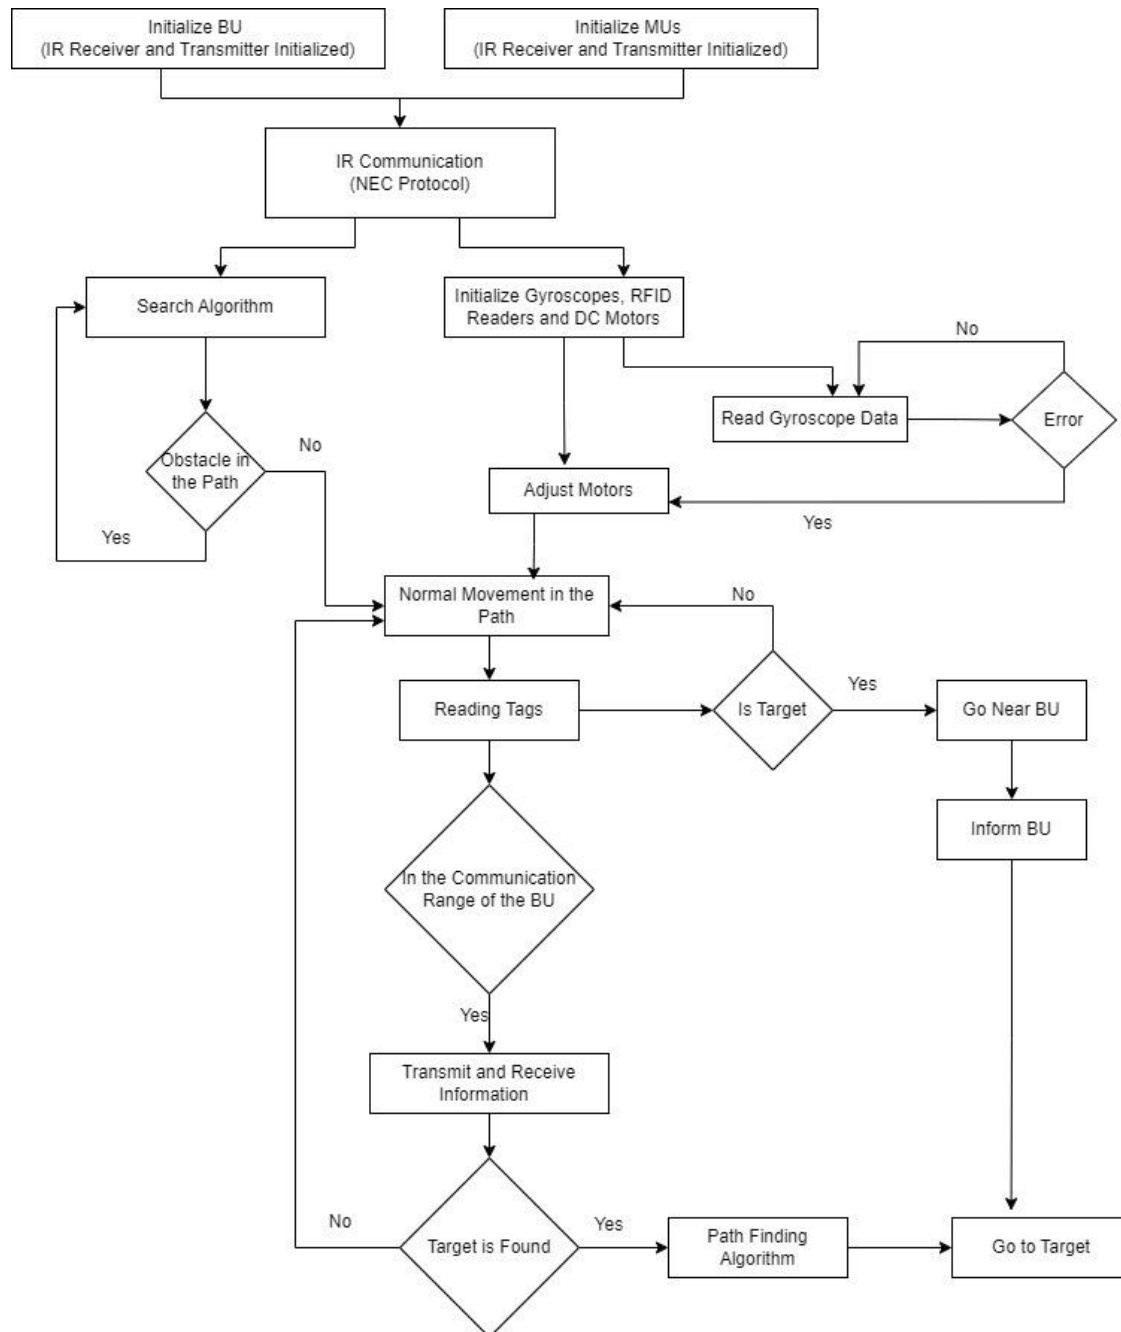 Initialize BU
(IR Receiver and Transmitter Initialized)
Initialize MUs
(IR Receiver and Transmitter Initialized)
IR Communication
(NEC Protocol)
Search Algorithm
Initialize Gyroscopes, RFID
Readers and DC Motors
No
Read Gyroscope Data
Error
Obstacle in
the Path
No
Adjust Motors
Yes
Yes
Normal Movement in the
Path
No
Reading Tags
Is Target
Yes
Go Near BU
Inform BU
In the Communication
Range of the BU
Yes
Transmit and Receive
Information
No
Target is Found
Yes
Path Finding
Algorithm
Go to Target